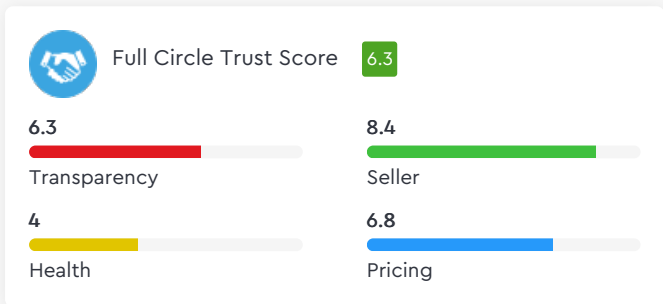 Full Circle Trust Score 6.3
6.3
Transparency
8.4
Seller
4
Health
6.8
Pricing